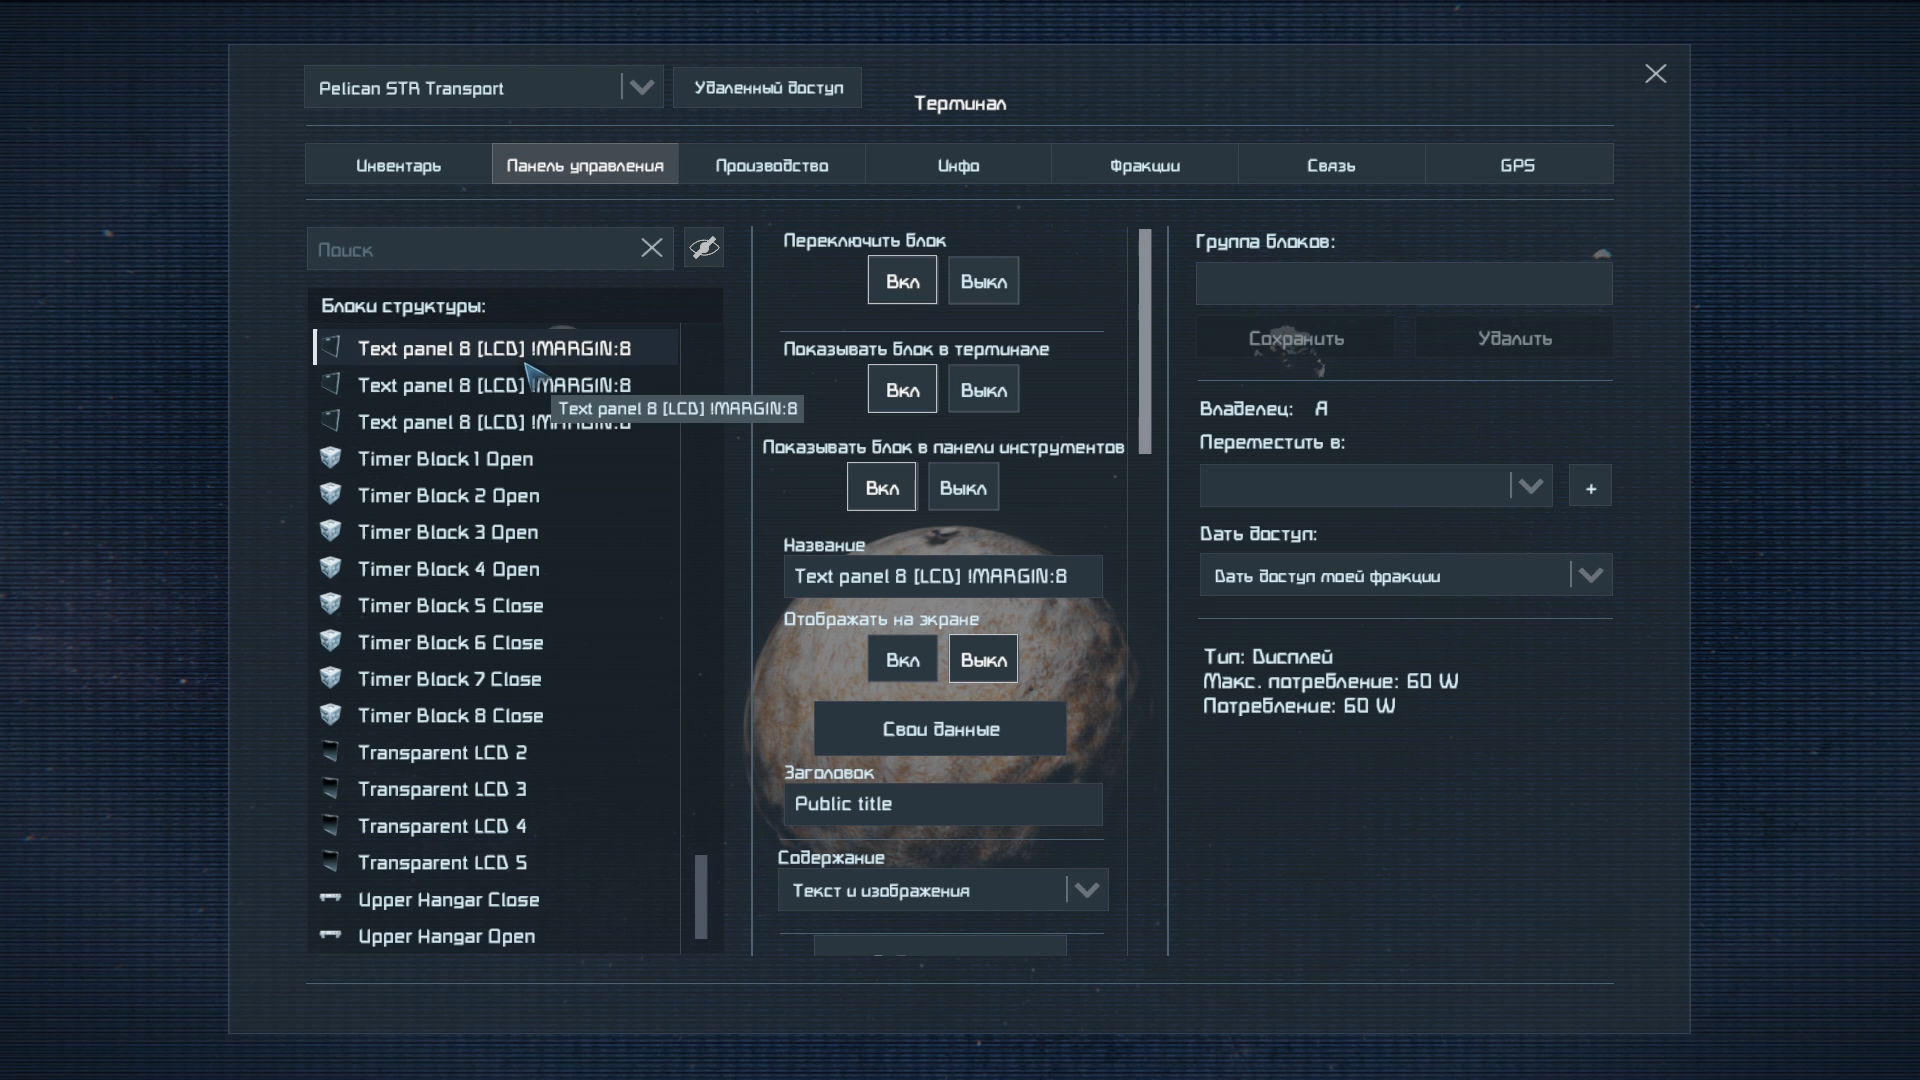 Pelican STR Transport
Удаленный доступ
Терминал
Инвентарь
Панель управления
Производство
Инфо
Фракции
Связь
GPS
Поиск
Блоки структуры:
Text panel 8 [LCD] !MARGIN:8
Text panel 8 [LCD] !MARGIN:8
Text panel 8 [LCD] !MARGIN:8
Text panel 8 [LCD] !MARGIN:8
Timer Block 1 Open
Timer Block 2 Open
Timer Block 3 Open
Timer Block 4 Open
Timer Block 5 Close
Timer Block 6 Close
Timer Block 7 Close
Timer Block 8 Close
Transparent LCD 2
Transparent LCD 3
Transparent LCD 4
Transparent LCD 5
Upper Hangar Close
Upper Hangar Open
Переключить блок
Вкл Выкл
Показывать блок в терминале
Вкл Выкл
Показывать блок в панели инструментов
Вкл Выкл
Название
Text panel 8 [LCD] !MARGIN:8
Отображать на экране
Вкл Выкл
Свои данные
Заголовок
Public title
Содержание
Текст и изображения
Группа блоков:
Сохранить Удалить
Владелец: A
Переместить в:
+
Дать доступ:
Дать доступ моей фракции
Тип: Дисплей
Макс. потребление: 60 W
Потребление: 60 W